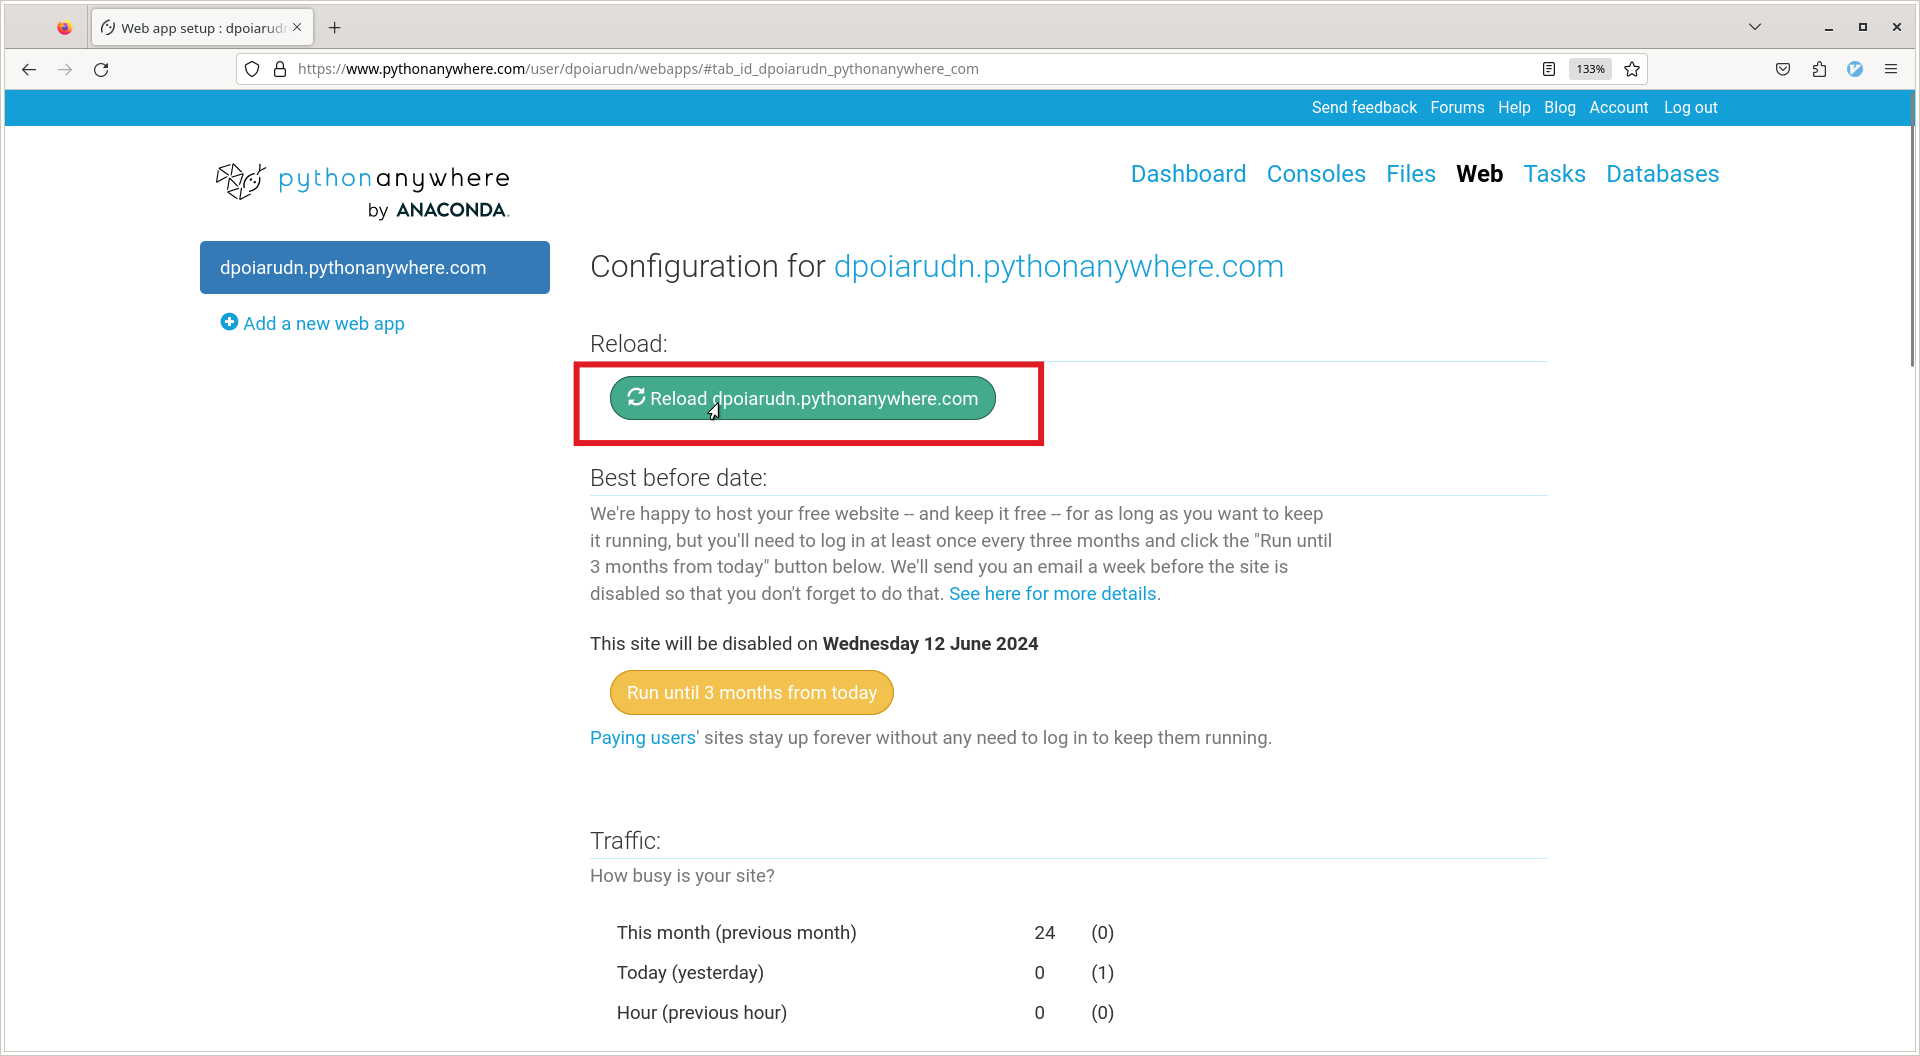 Web app setup : dpoiarudn
https://www.pythonanywhere.com/user/dpoiarudn/webapps/#tab_id_dpoiarudn_pythonanywhere_com
133%
Send feedback Forums Help Blog Account Log out
pythonanywhere
by ANACONDA.
Dashboard Consoles Files Web Tasks Databases
dpoiarudn.pythonanywhere.com
Add a new web app
Configuration for dpoiarudn.pythonanywhere.com
Reload:
Reload dpoiarudn.pythonanywhere.com
Best before date:
We're happy to host your free website -- and keep it free -- for as long as you want to keep
it running, but you'll need to log in at least once every three months and click the "Run until
3 months from today" button below. We'll send you an email a week before the site is
disabled so that you don't forget to do that. See here for more details.
This site will be disabled on Wednesday 12 June 2024
Run until 3 months from today
Paying users' sites stay up forever without any need to log in to keep them running.
Traffic:
How busy is your site?
This month (previous month) 24 (0)
Today (yesterday) 0 (1)
Hour (previous hour) 0 (0)